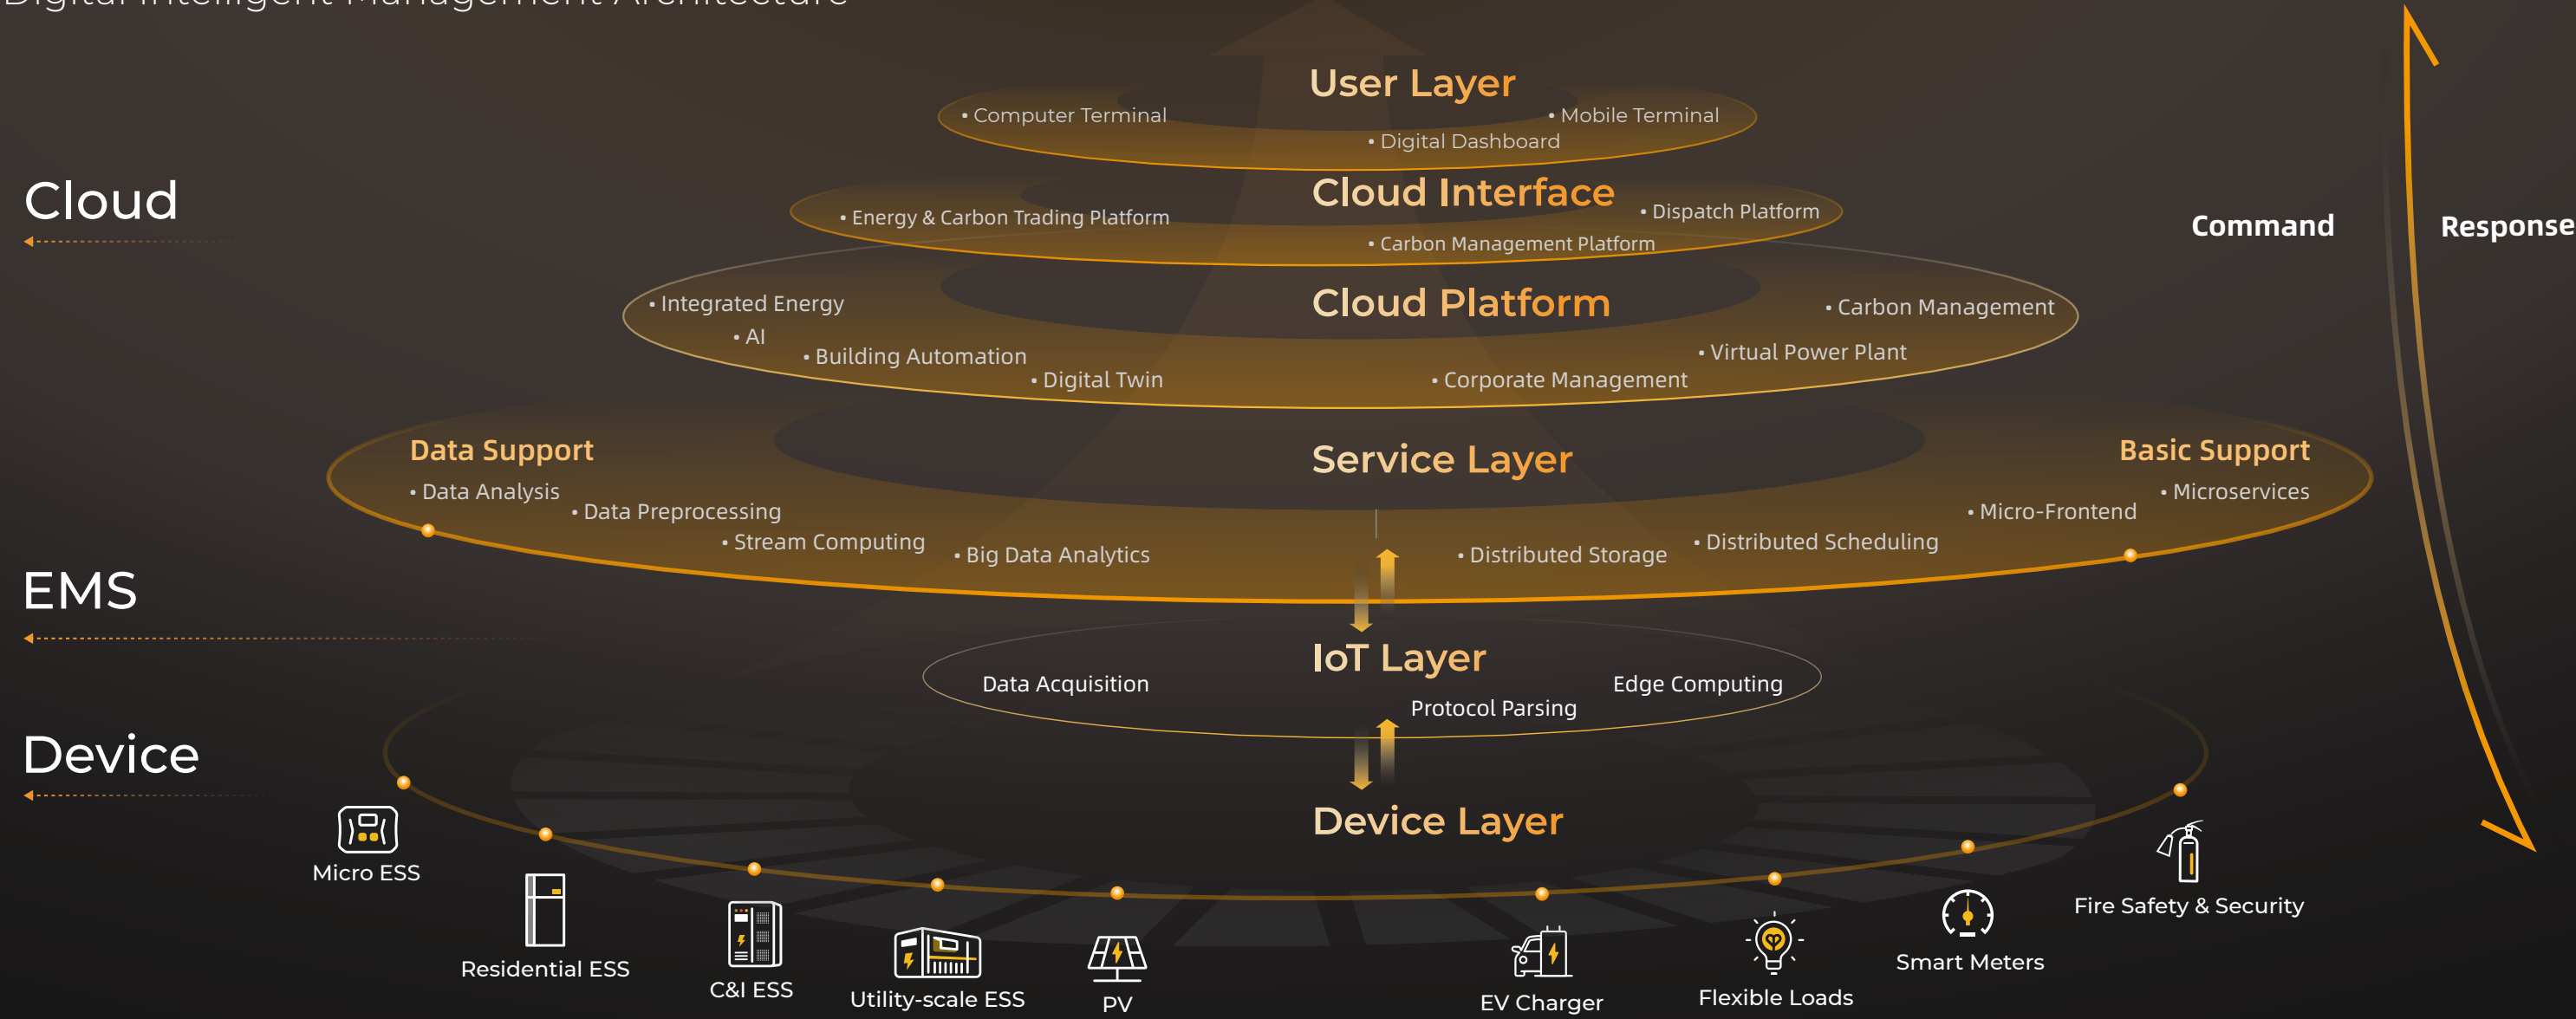 Digital Intelligent Management Architecture
User Layer
• Computer Terminal
• Mobile Terminal
• Digital Dashboard
Cloud
Cloud Interface
• Energy & Carbon Trading Platform
• Dispatch Platform
• Carbon Management Platform
Command
Response
Cloud Platform
• Integrated Energy
• AI
• Building Automation
• Digital Twin
• Corporate Management
• Virtual Power Plant
• Carbon Management
Service Layer
Data Support
• Data Analysis
• Data Preprocessing
• Stream Computing
• Big Data Analytics
Basic Support
• Microservices
• Micro-Frontend
• Distributed Scheduling
• Distributed Storage
EMS
IoT Layer
Data Acquisition
Protocol Parsing
Edge Computing
Device
Device Layer
Micro ESS
Residential ESS
C&I ESS
Utility-scale ESS
PV
EV Charger
Flexible Loads
Smart Meters
Fire Safety & Security